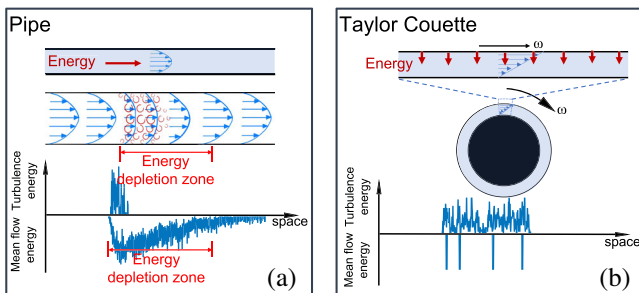 Pipe
Energy
Energy
depletion zone
Turbulence
energy
Mean flow
energy
space
Energy
depletion zone
(a)
Taylor Couette
ω
Energy
ω
Turbulence
energy
Mean flow
energy
space
(b)